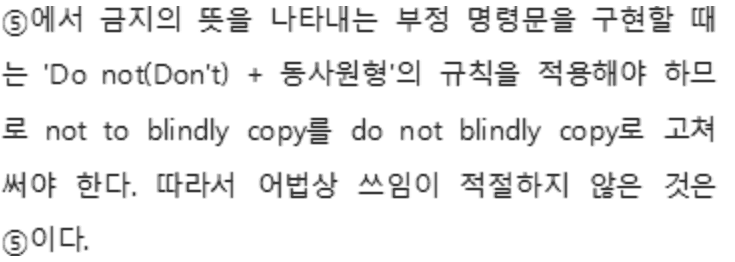 ⑤에서 금지의 뜻을 나타내는 부정 명령문을 구현할 때
는 'Do not(Don't) + 동사원형'의 규칙을 적용해야 하므
로 not to blindly copy를 do not blindly copy로 고쳐
써야 한다. 따라서 어법상 쓰임이 적절하지 않은 것은
⑤이다.